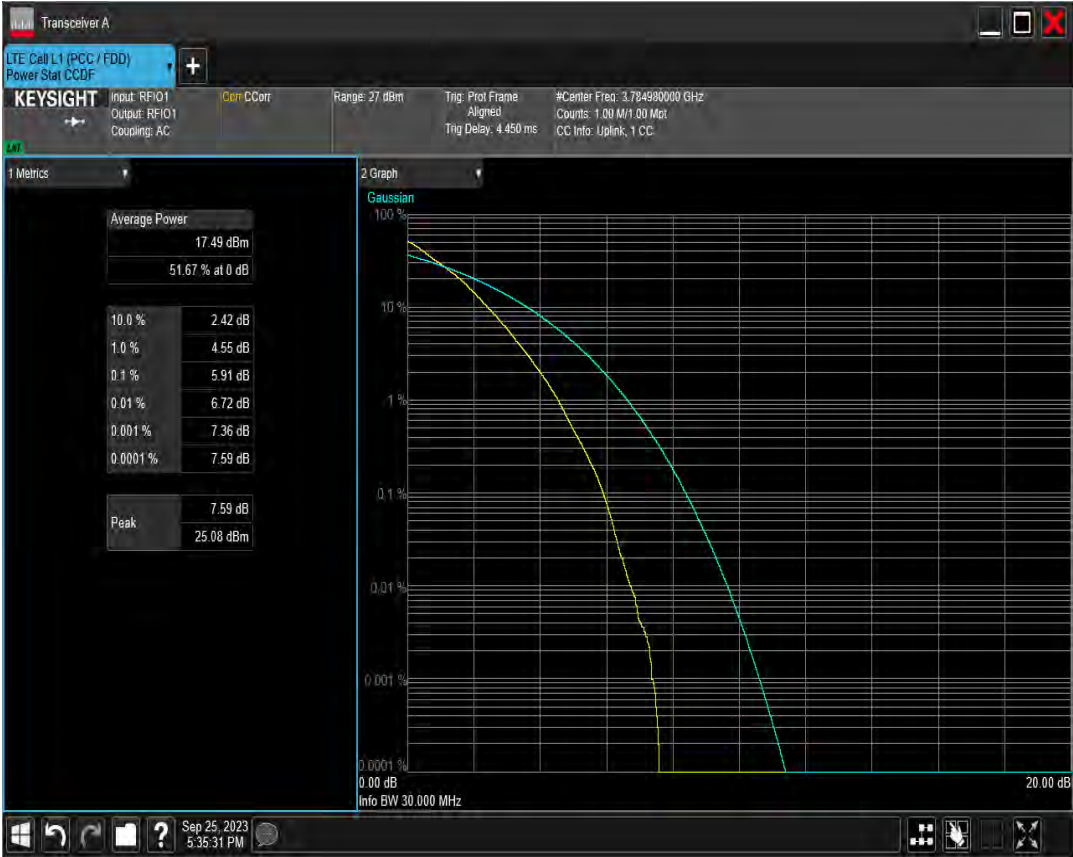 Transceiver A
LTE Cell L1 (PCC / FDD)
Power Stat CCDF
+
KEYSIGHT
Input: RFIO1
Output: RFIO1
Coupling: AC
Corr CCorr
Range: 27 dBm
Trig: Prot Frame
Aligned
Trig Delay: 4.450 ms
#Center Freq: 3.784980000 GHz
Counts: 1.00 M/1.00 Mpt
CC Info: Uplink, 1 CC
1 Metrics
Average Power
17.49 dBm
51.67 % at 0 dB
10.0 % 2.42 dB
1.0 % 4.55 dB
0.1 % 5.91 dB
0.01 % 6.72 dB
0.001 % 7.36 dB
0.0001 % 7.59 dB
Peak
7.59 dB
25.08 dBm
2 Graph
Gaussian
100 %
10 %
1 %
0.1 %
0.01 %
0.001 %
0.0001 %
0.00 dB
20.00 dB
Info BW 30.000 MHz
?
Sep 25, 2023
5:35:31 PM